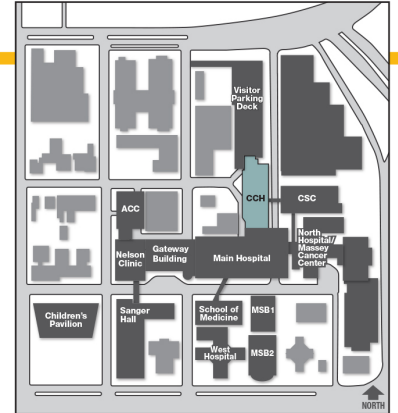 Visitor
Parking
Deck
CCH
CSC
ACC
North
Hospital/
Massey
Cancer
Center
Nelson
Clinic
Gateway
Building
Main Hospital
Children's
Pavilion
Sanger
Hall
School of
Medicine
MSB1
West
Hospital
MSB2
NORTH